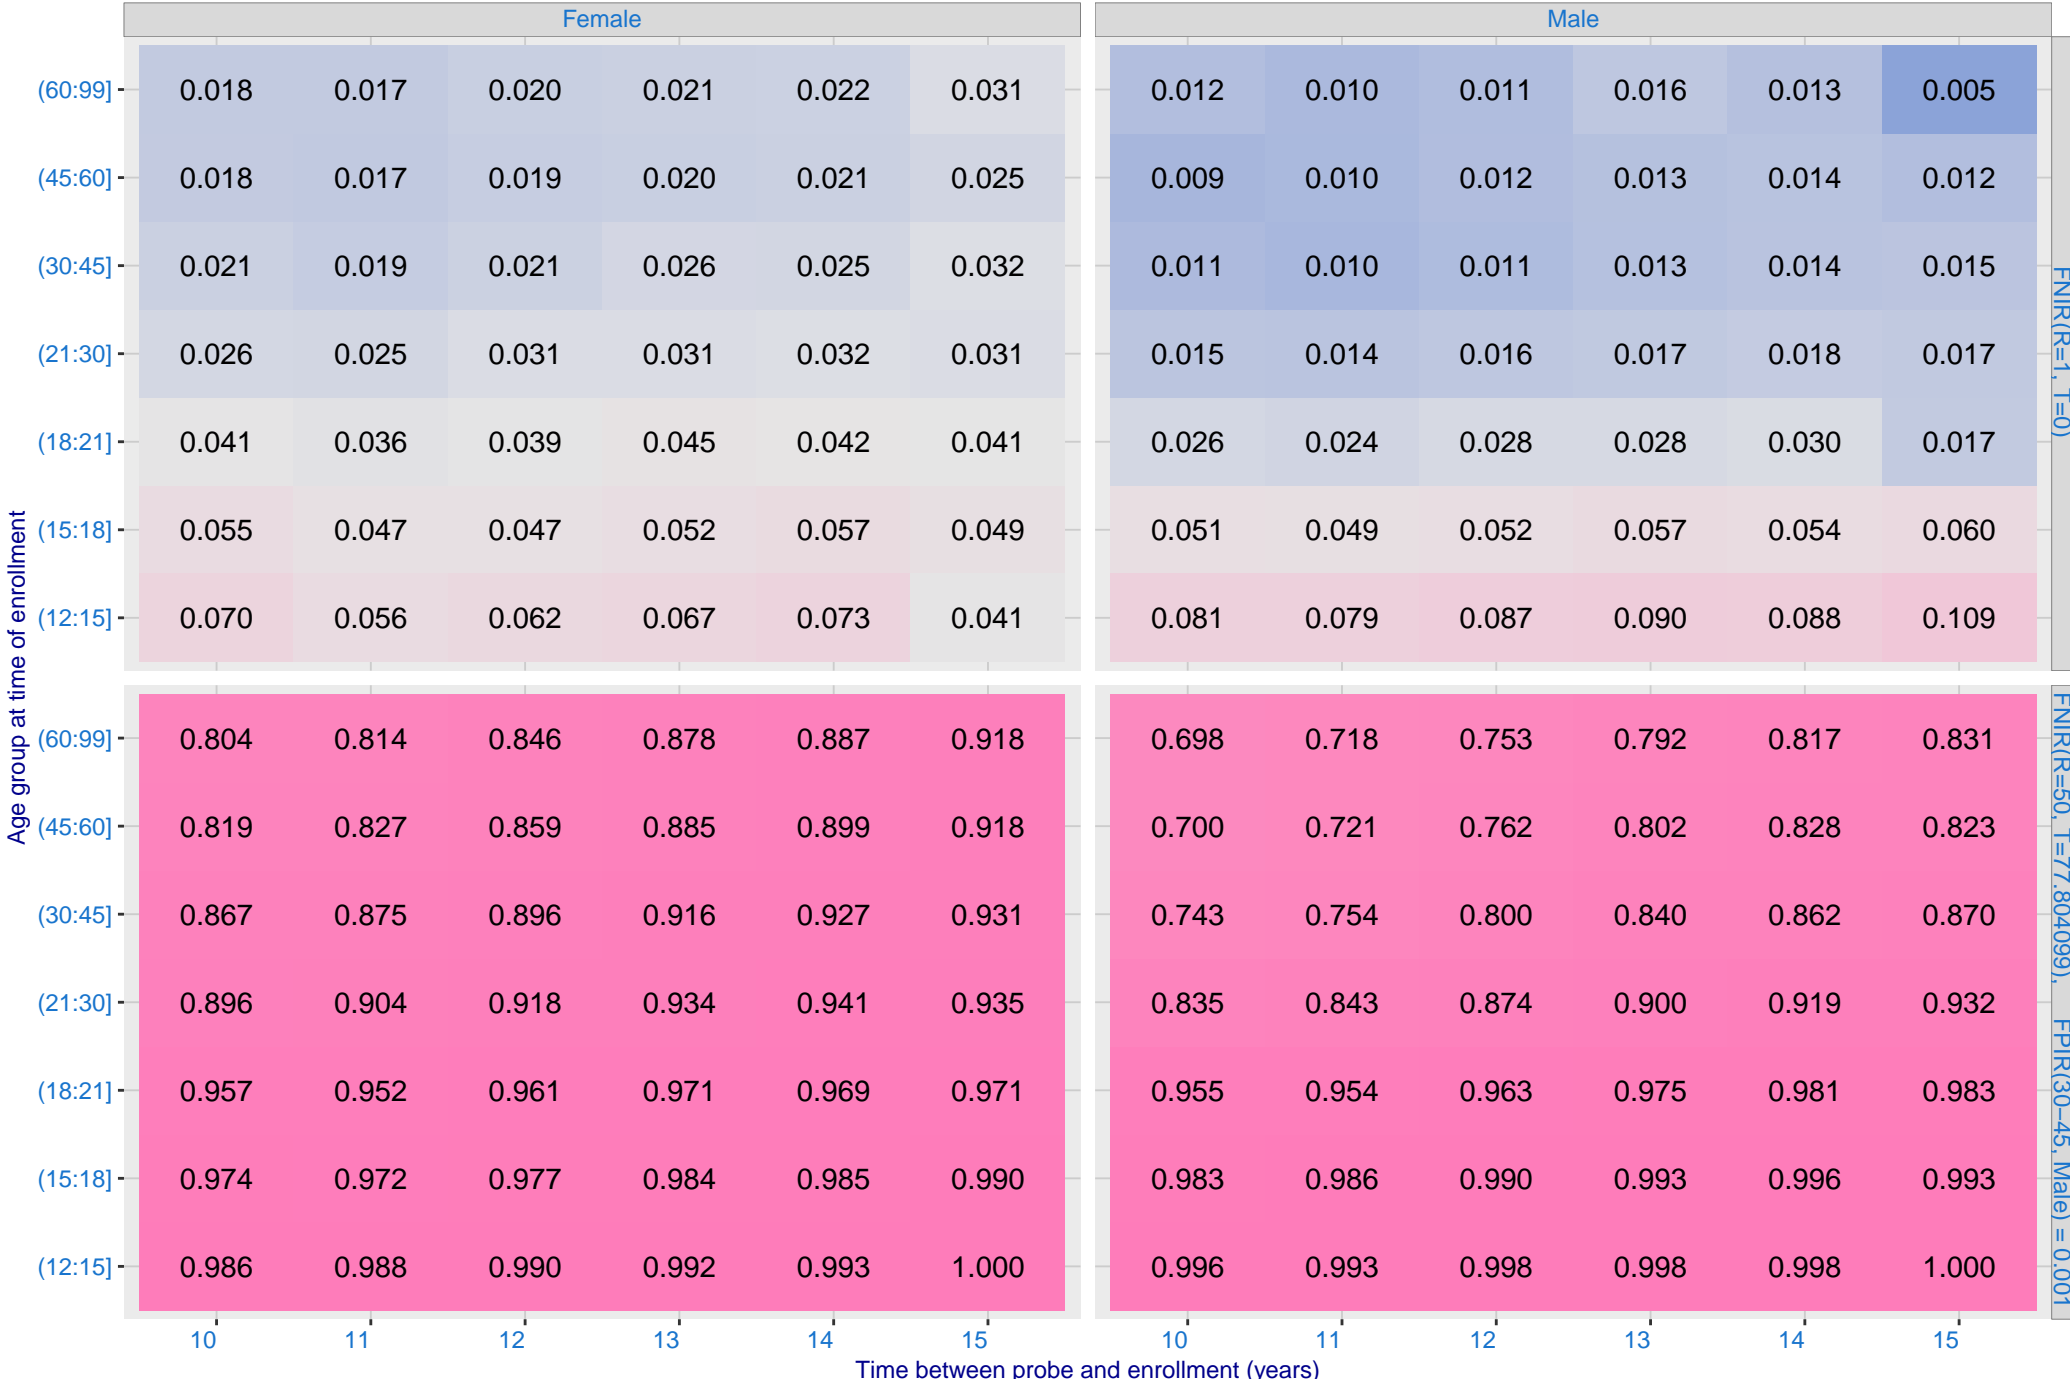 Female Male
(60:99] 0.018 0.017 0.020 0.021 0.022 0.031 0.012 0.010 0.011 0.016 0.013 0.005
(45:60] 0.018 0.017 0.019 0.020 0.021 0.025 0.009 0.010 0.012 0.013 0.014 0.012
(30:45] 0.021 0.019 0.021 0.026 0.025 0.032 0.011 0.010 0.011 0.013 0.014 0.015
(21:30] 0.026 0.025 0.031 0.031 0.032 0.031 0.015 0.014 0.016 0.017 0.018 0.017
(18:21] 0.041 0.036 0.039 0.045 0.042 0.041 0.026 0.024 0.028 0.028 0.030 0.017
(15:18] 0.055 0.047 0.047 0.052 0.057 0.049 0.051 0.049 0.052 0.057 0.054 0.060
(12:15] 0.070 0.056 0.062 0.067 0.073 0.041 0.081 0.079 0.087 0.090 0.088 0.109
FNIR(R=1, T=0)
Age group at time of enrollment
(60:99] 0.804 0.814 0.846 0.878 0.887 0.918 0.698 0.718 0.753 0.792 0.817 0.831
(45:60] 0.819 0.827 0.859 0.885 0.899 0.918 0.700 0.721 0.762 0.802 0.828 0.823
(30:45] 0.867 0.875 0.896 0.916 0.927 0.931 0.743 0.754 0.800 0.840 0.862 0.870
(21:30] 0.896 0.904 0.918 0.934 0.941 0.935 0.835 0.843 0.874 0.900 0.919 0.932
(18:21] 0.957 0.952 0.961 0.971 0.969 0.971 0.955 0.954 0.963 0.975 0.981 0.983
(15:18] 0.974 0.972 0.977 0.984 0.985 0.990 0.983 0.986 0.990 0.993 0.996 0.993
(12:15] 0.986 0.988 0.990 0.992 0.993 1.000 0.996 0.993 0.998 0.998 0.998 1.000
FNIR(R=50, T=77.804099), FPIR(30−45, Male) = 0.001
10 11 12 13 14 15 10 11 12 13 14 15
Time between probe and enrollment (years)